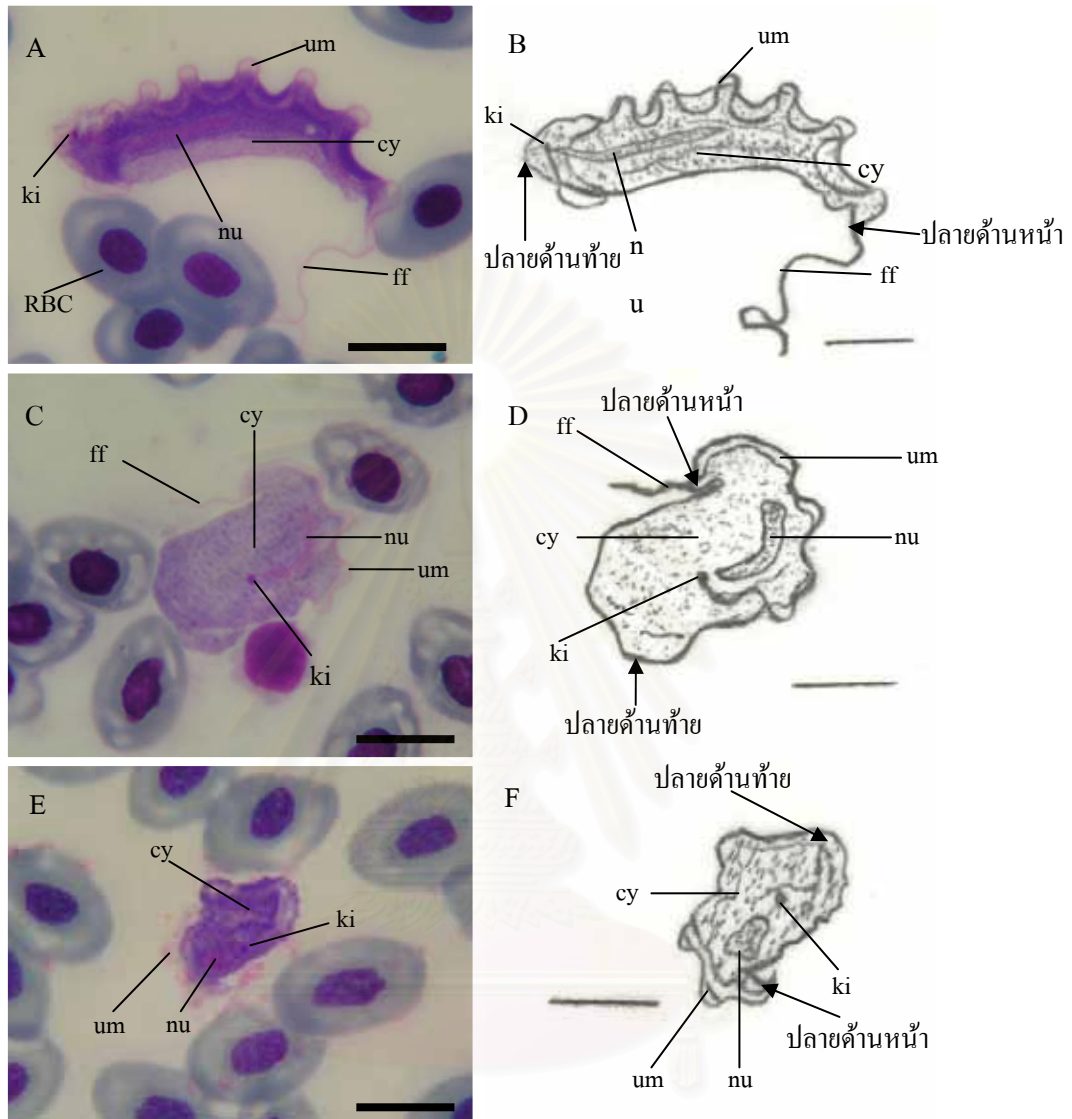 A
um
ki
cy
nu
RBC
ff
B
um
ki
cy
ปลายด้านท้าย
n
u
ปลายด้านหน้า
ff
C
cy
ff
nu
um
ki
D
ปลายด้านหน้า
ff
um
cy
nu
ki
ปลายด้านท้าย
E
cy
ki
um
nu
F
ปลายด้านท้าย
cy
ki
ปลายด้านหน้า
um
nu